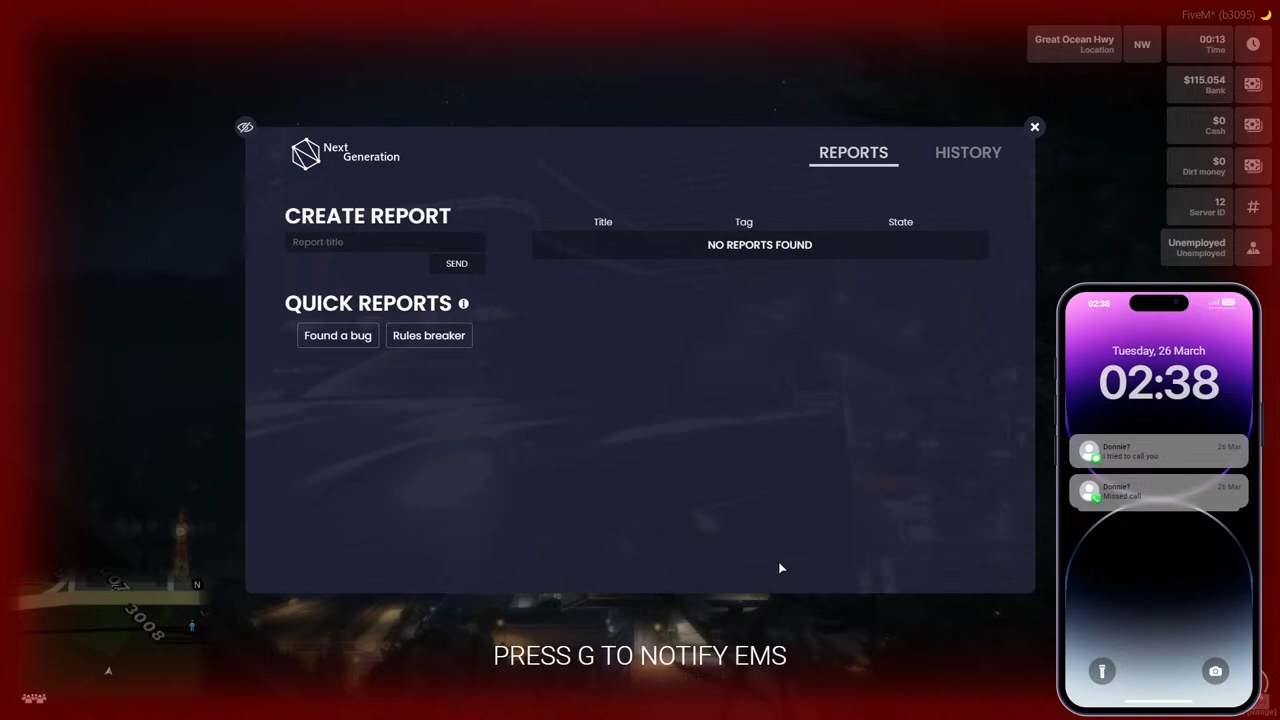 FiveM* (b3095)
Great Ocean Hwy
Location
NW
00:13
Time
$115.054
Bank
$0
Cash
$0
Dirt money
12
Server ID
Unemployed
Unemployed
Next
Generation
REPORTS
HISTORY
CREATE REPORT
Report title
SEND
Title Tag State
NO REPORTS FOUND
QUICK REPORTS
Found a bug
Rules breaker
02:38
Tuesday, 26 March
02:38
Donnie? 26 Mar
i tried to call you
Donnie? 26 Mar
Missed call
N
3008
PRESS G TO NOTIFY EMS